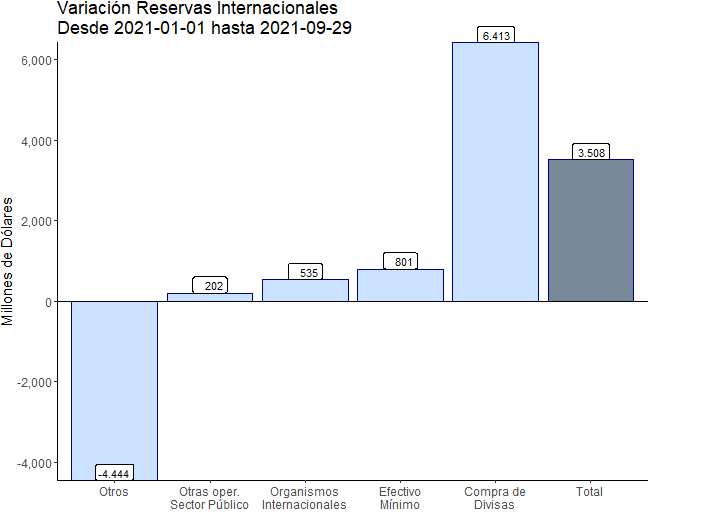 Variación Reservas Internacionales
Desde 2021-01-01 hasta 2021-09-29
Millones de Dólares
6,000
4,000
2,000
0
-2,000
-4,000
-4.444
202
535
801
6.413
3.508
Otros
Otras oper.
Sector Público
Organismos
Internacionales
Efectivo
Mínimo
Compra de
Divisas
Total